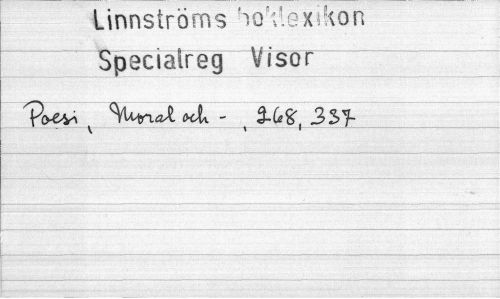 Linnströms boklexikon
Specialreg Visor
Poesi, Moral och - , 268, 337